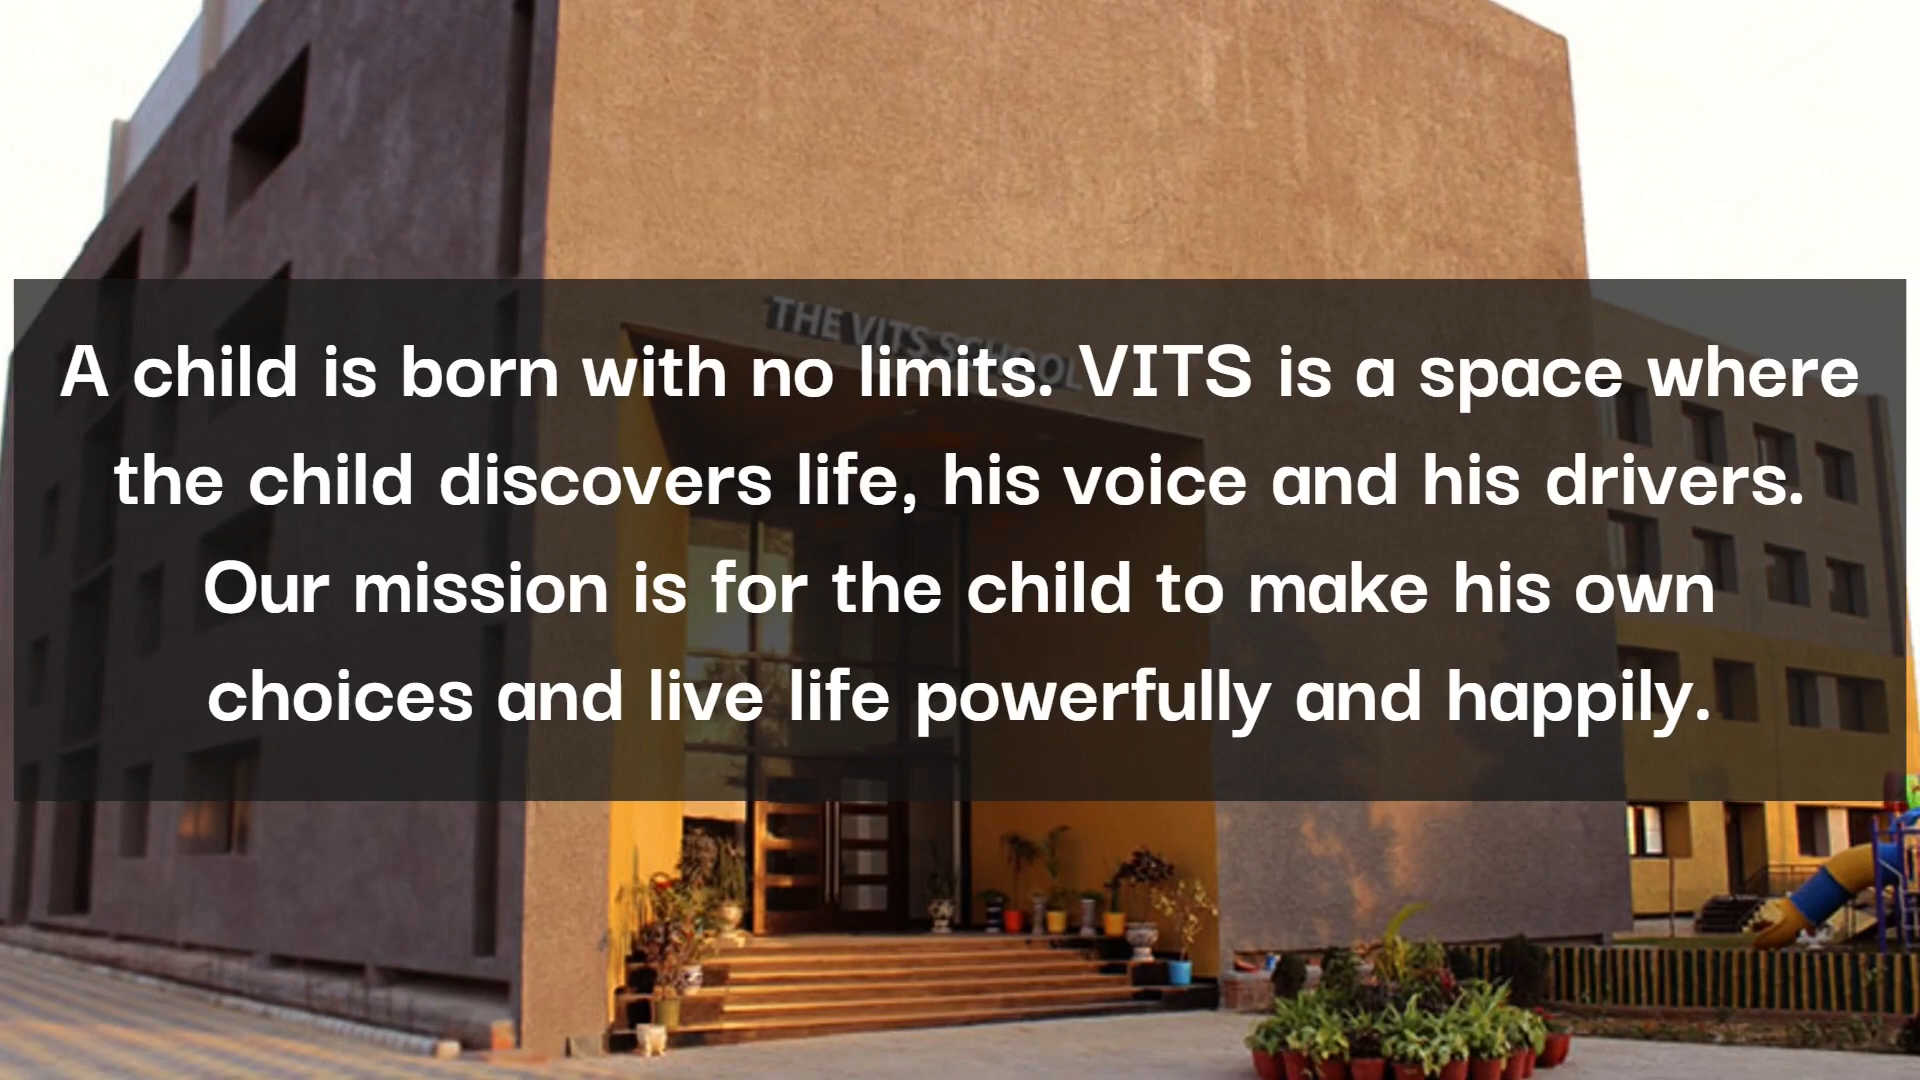 THE VITS SCHOOL
A child is born with no limits. VITS is a space where
the child discovers life, his voice and his drivers.
Our mission is for the child to make his own
choices and live life powerfully and happily.